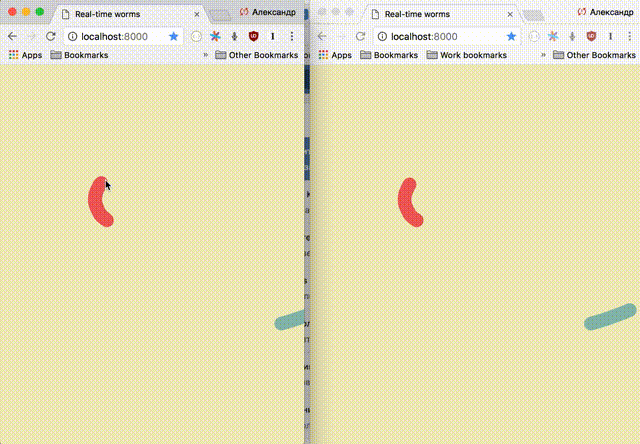 Real-time worms
Александр
localhost:8000
Apps
Bookmarks
»
Other Bookmarks
Real-time worms
Александр
localhost:8000
Apps
Bookmarks
Work bookmarks
»
Other Bookmarks